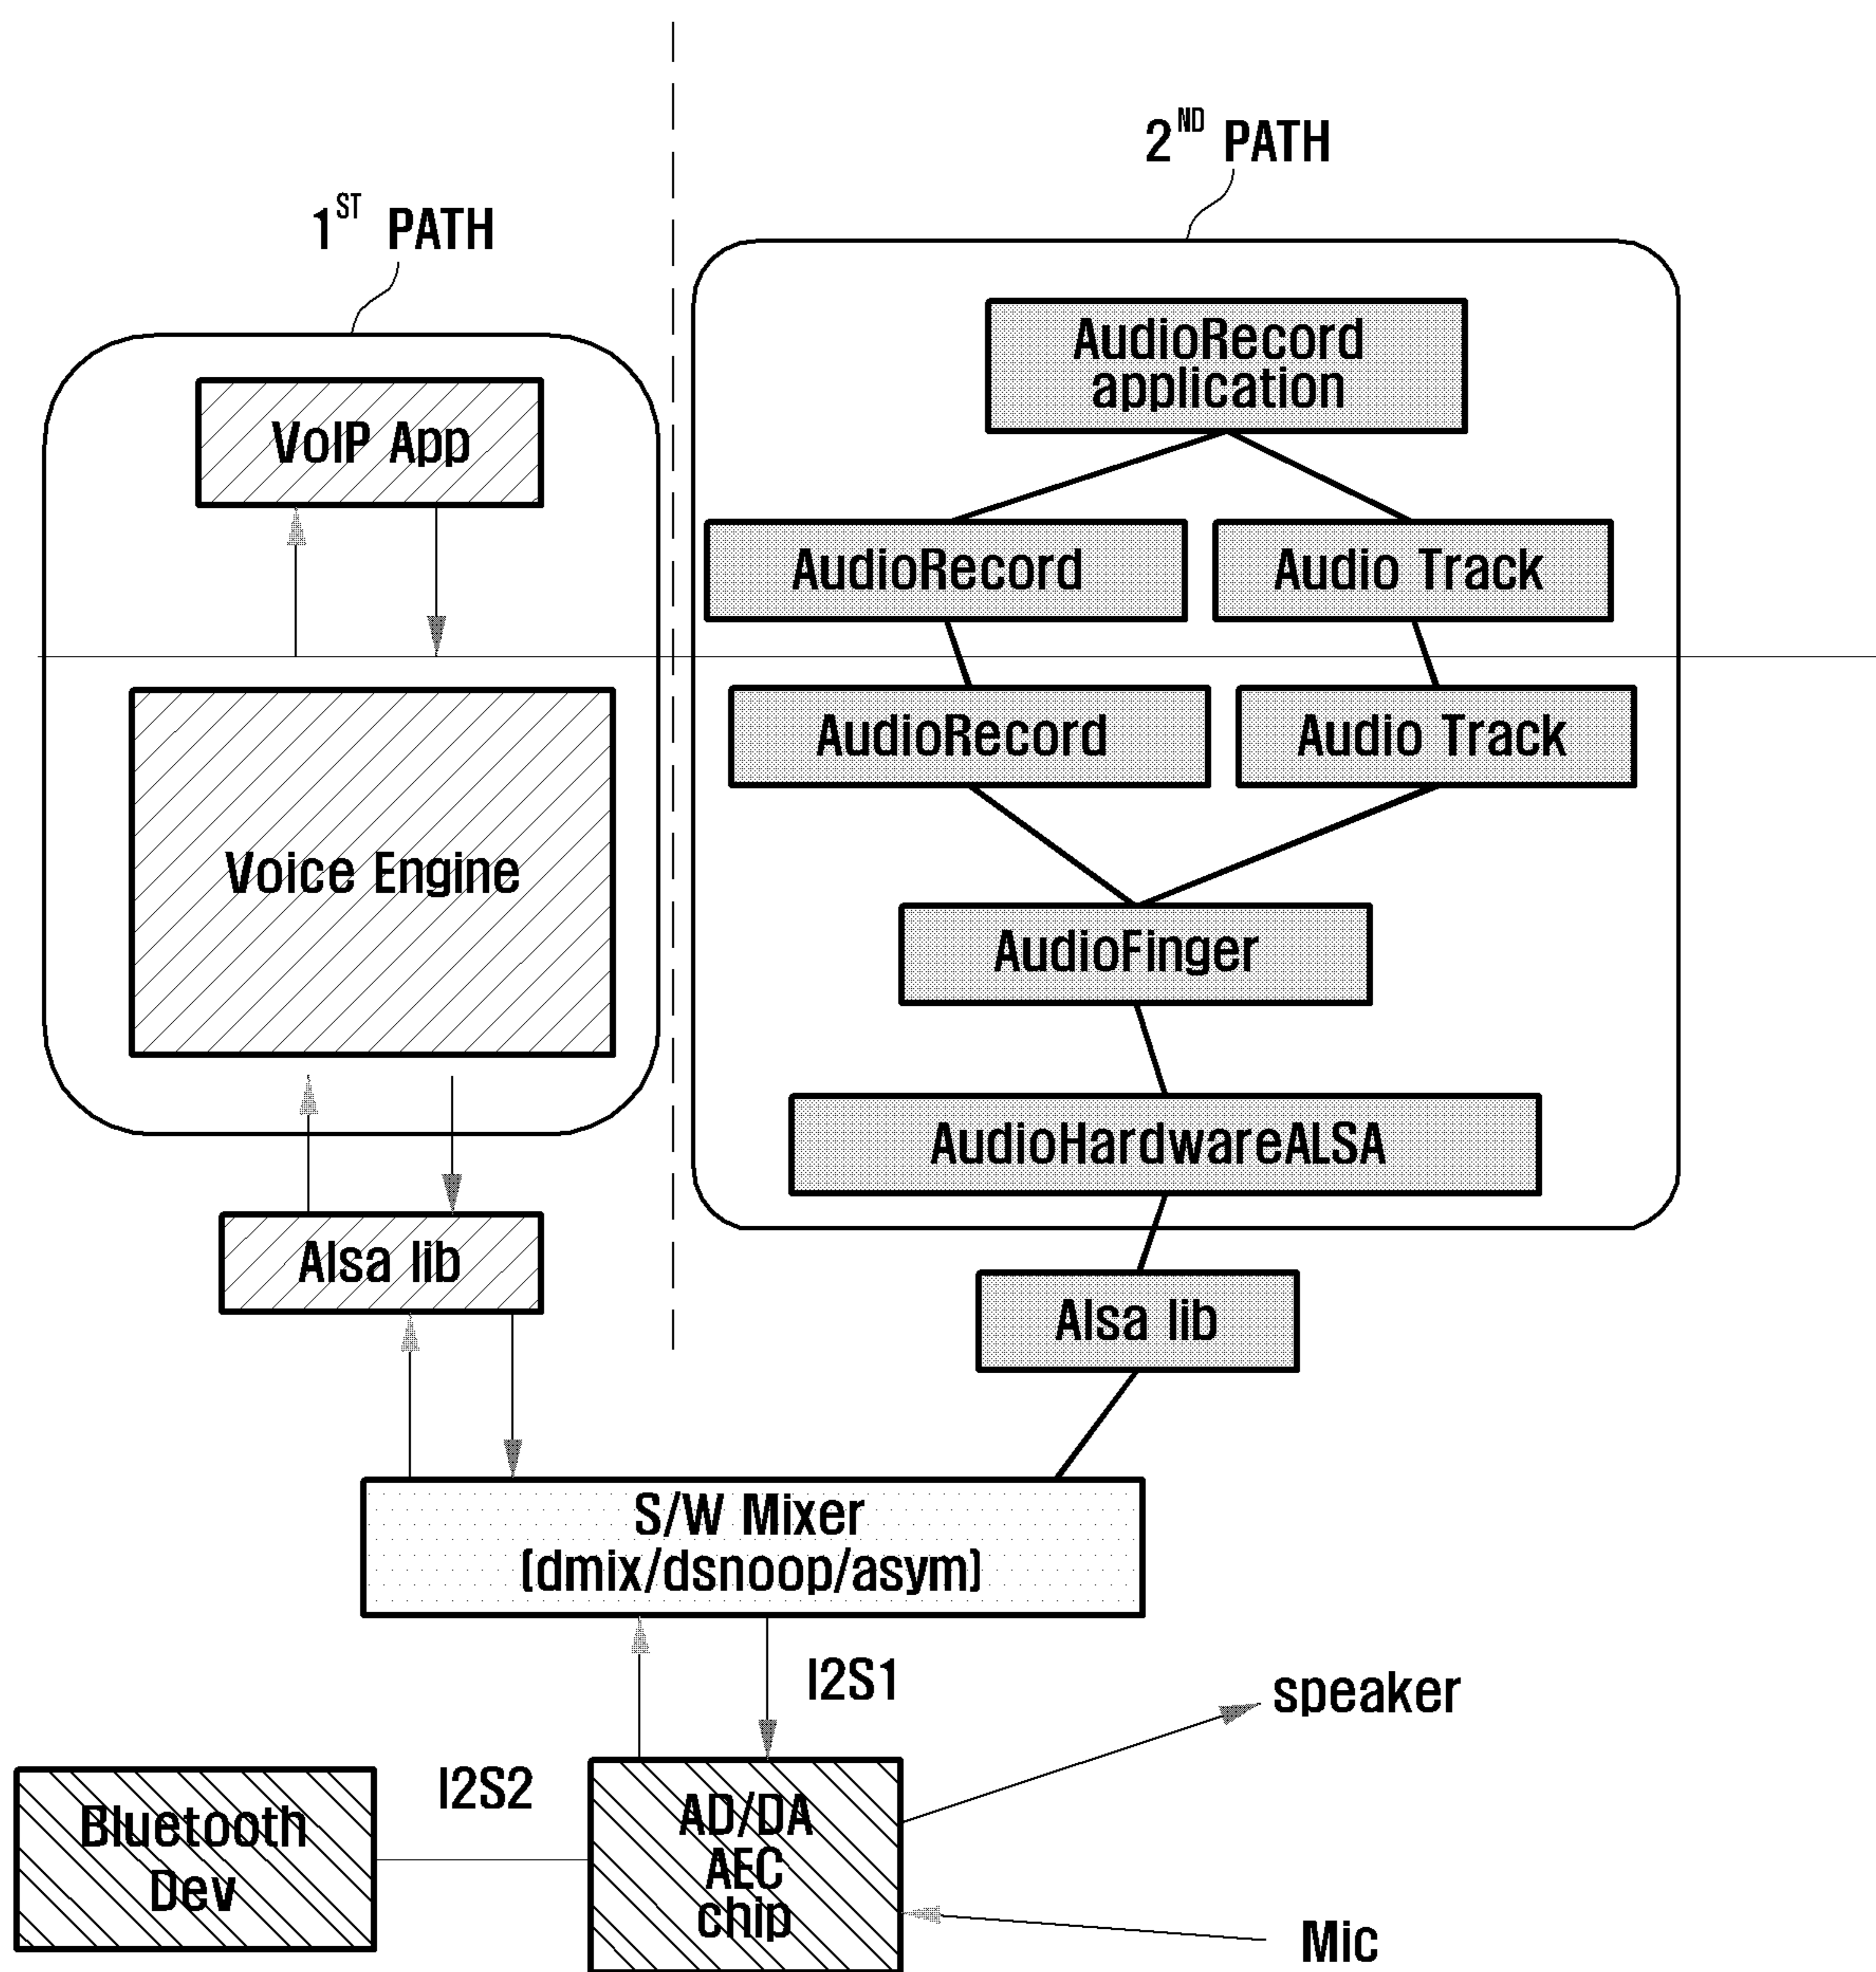 2ND PATH
1ST PATH
AudioRecord
application
VoIP App
AudioRecord
Audio Track
AudioRecord
Audio Track
Voice Engine
AudioFinger
AudioHardwareALSA
Alsa lib
Alsa lib
S/W Mixer
(dmix/dsnoop/asym)
I2S1
speaker
I2S2
Bluetooth
Dev
AD/DA
AEC
chip
Mic